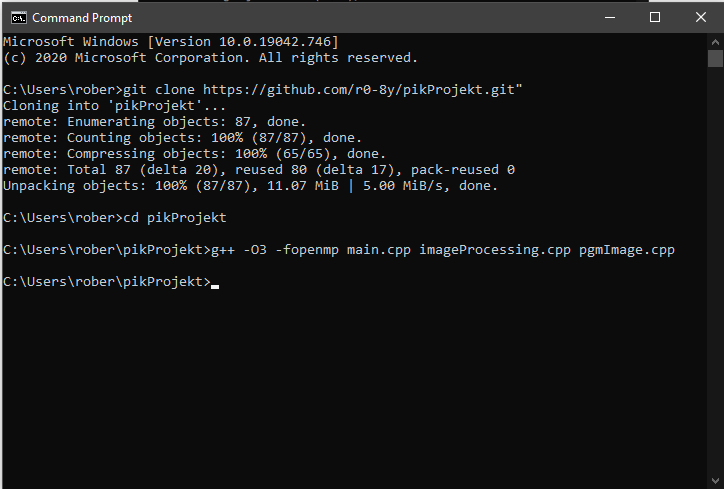 Command Prompt
Microsoft Windows [Version 10.0.19042.746]
(c) 2020 Microsoft Corporation. All rights reserved.
C:\Users\rober>git clone https://github.com/r0-8y/pikProjekt.git"
Cloning into 'pikProjekt'...
remote: Enumerating objects: 87, done.
remote: Counting objects: 100% (87/87), done.
remote: Compressing objects: 100% (65/65), done.
remote: Total 87 (delta 20), reused 80 (delta 17), pack-reused 0
Unpacking objects: 100% (87/87), 11.07 MiB | 5.00 MiB/s, done.
C:\Users\rober>cd pikProjekt
C:\Users\rober\pikProjekt>g++ -O3 -fopenmp main.cpp imageProcessing.cpp pgmImage.cpp
C:\Users\rober\pikProjekt>